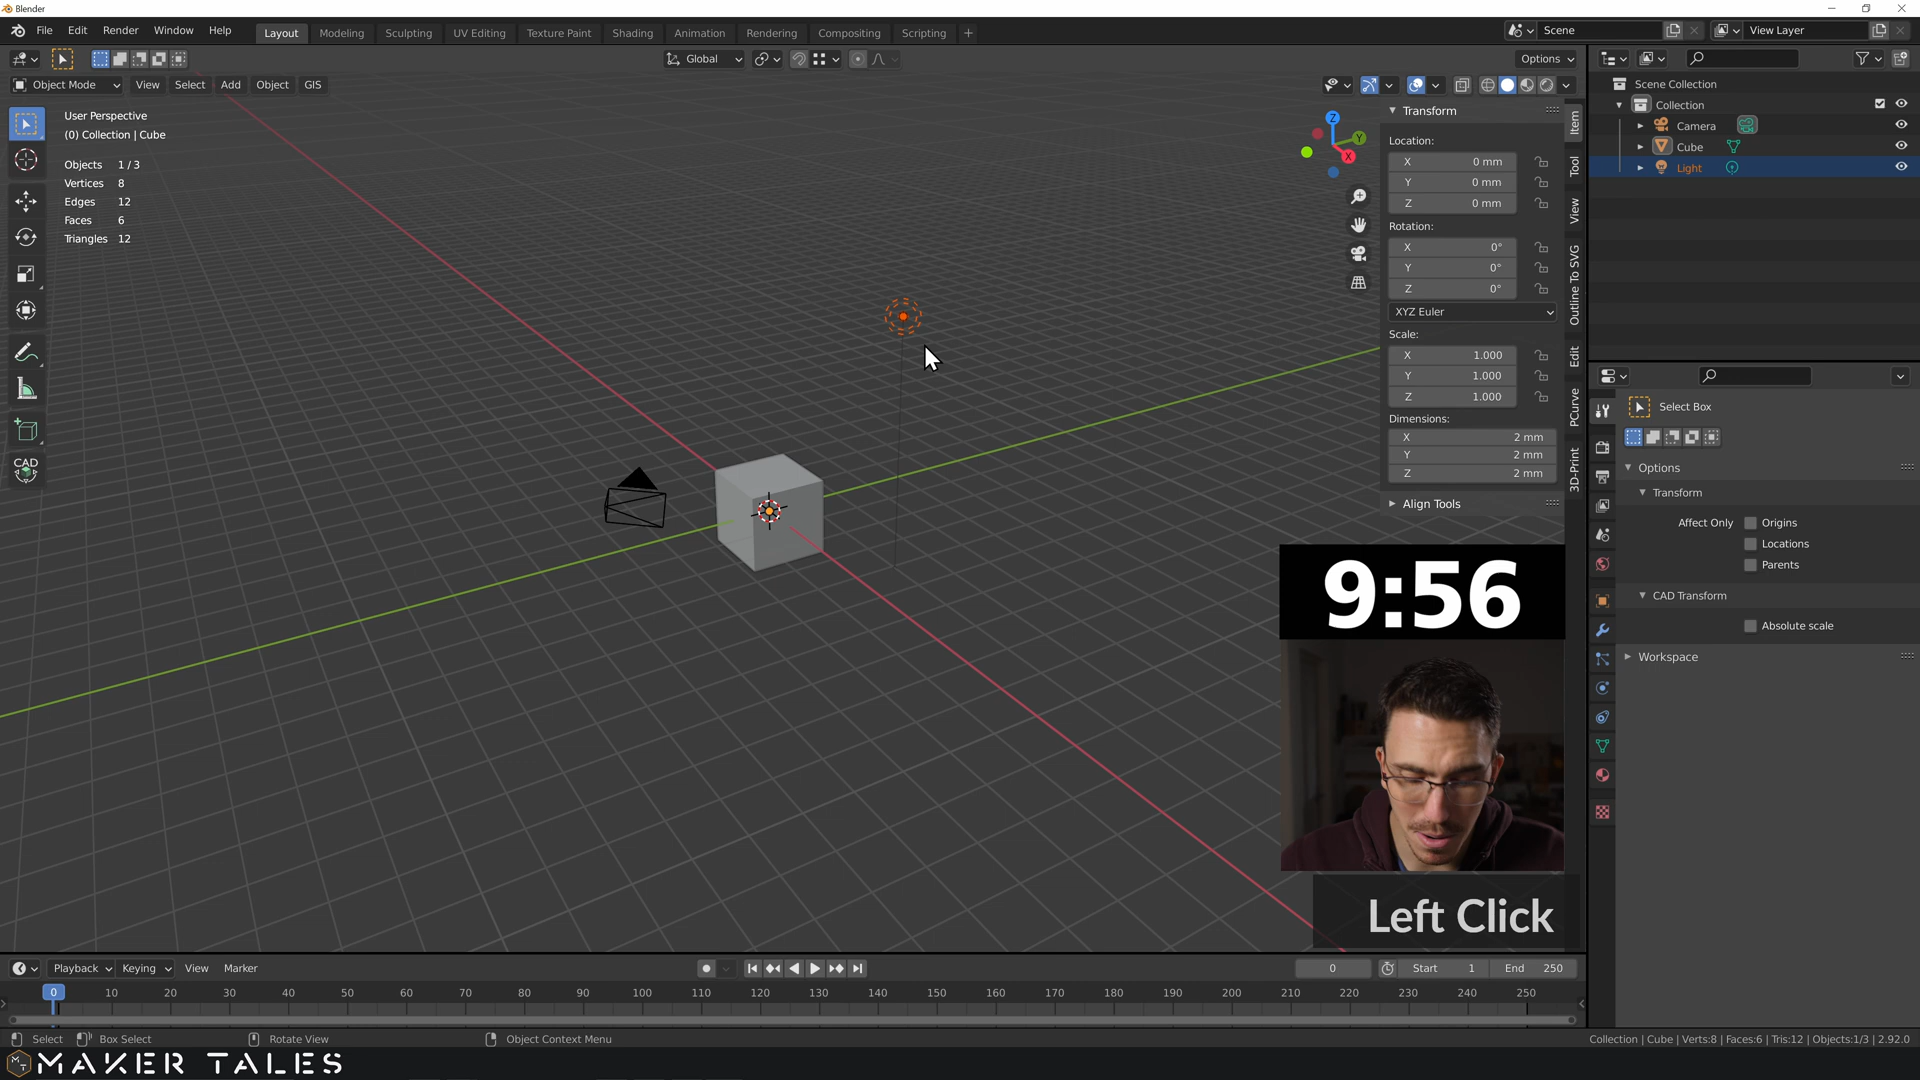 Blender
File Edit Render Window Help
Layout Modeling Sculpting UV Editing Texture Paint Shading Animation Rendering Compositing Scripting +
Scene
View Layer
Global
Options
Object Mode View Select Add Object GIS
User Perspective
(0) Collection | Cube
Objects 1 / 3
Vertices 8
Edges 12
Faces 6
Triangles 12
CAD
Z
Y
X
Transform
Location:
X 0 mm
Y 0 mm
Z 0 mm
Rotation:
X 0°
Y 0°
Z 0°
XYZ Euler
Scale:
X 1.000
Y 1.000
Z 1.000
Dimensions:
X 2 mm
Y 2 mm
Z 2 mm
Align Tools
Item
Tool
View
Outline To SVG
Edit
PCurve
3D-Print
Scene Collection
Collection
Camera
Cube
Light
Select Box
Options
Transform
Affect Only Origins
Locations
Parents
CAD Transform
Absolute scale
Workspace
9:56
Left Click
Playback Keying View Marker
0 Start 1 End 250
0 10 20 30 40 50 60 70 80 90 100 110 120 130 140 150 160 170 180 190 200 210 220 230 240 250
Select Box Select Rotate View Object Context Menu
Collection | Cube | Verts:8 | Faces:6 | Tris:12 | Objects:1/3 | 2.92.0
MT MAKER TALES